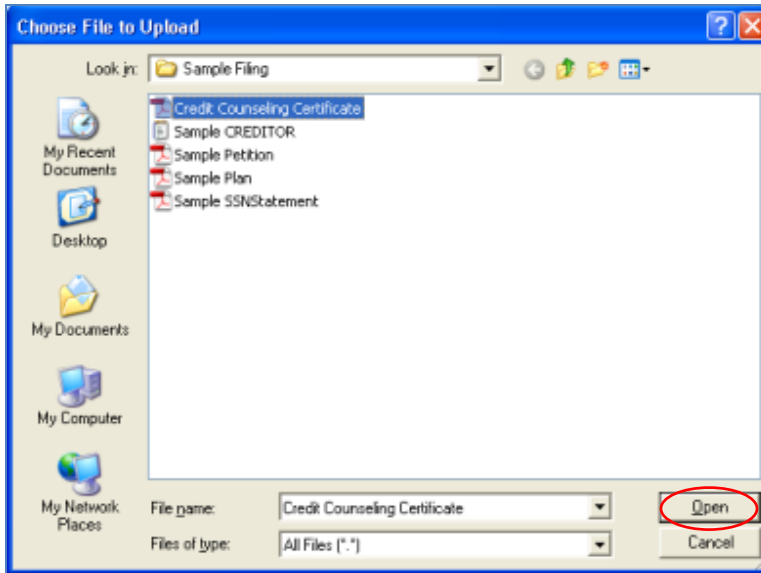 Choose File to Upload
Look in: Sample Filing
Credit Counseling Certificate
Sample CREDITOR
Sample Petition
Sample Plan
Sample SSNStatement
My Recent
Documents
Desktop
My Documents
My Computer
My Network
Places
File name: Credit Counseling Certificate Open
Files of type: All Files (*.*) Cancel